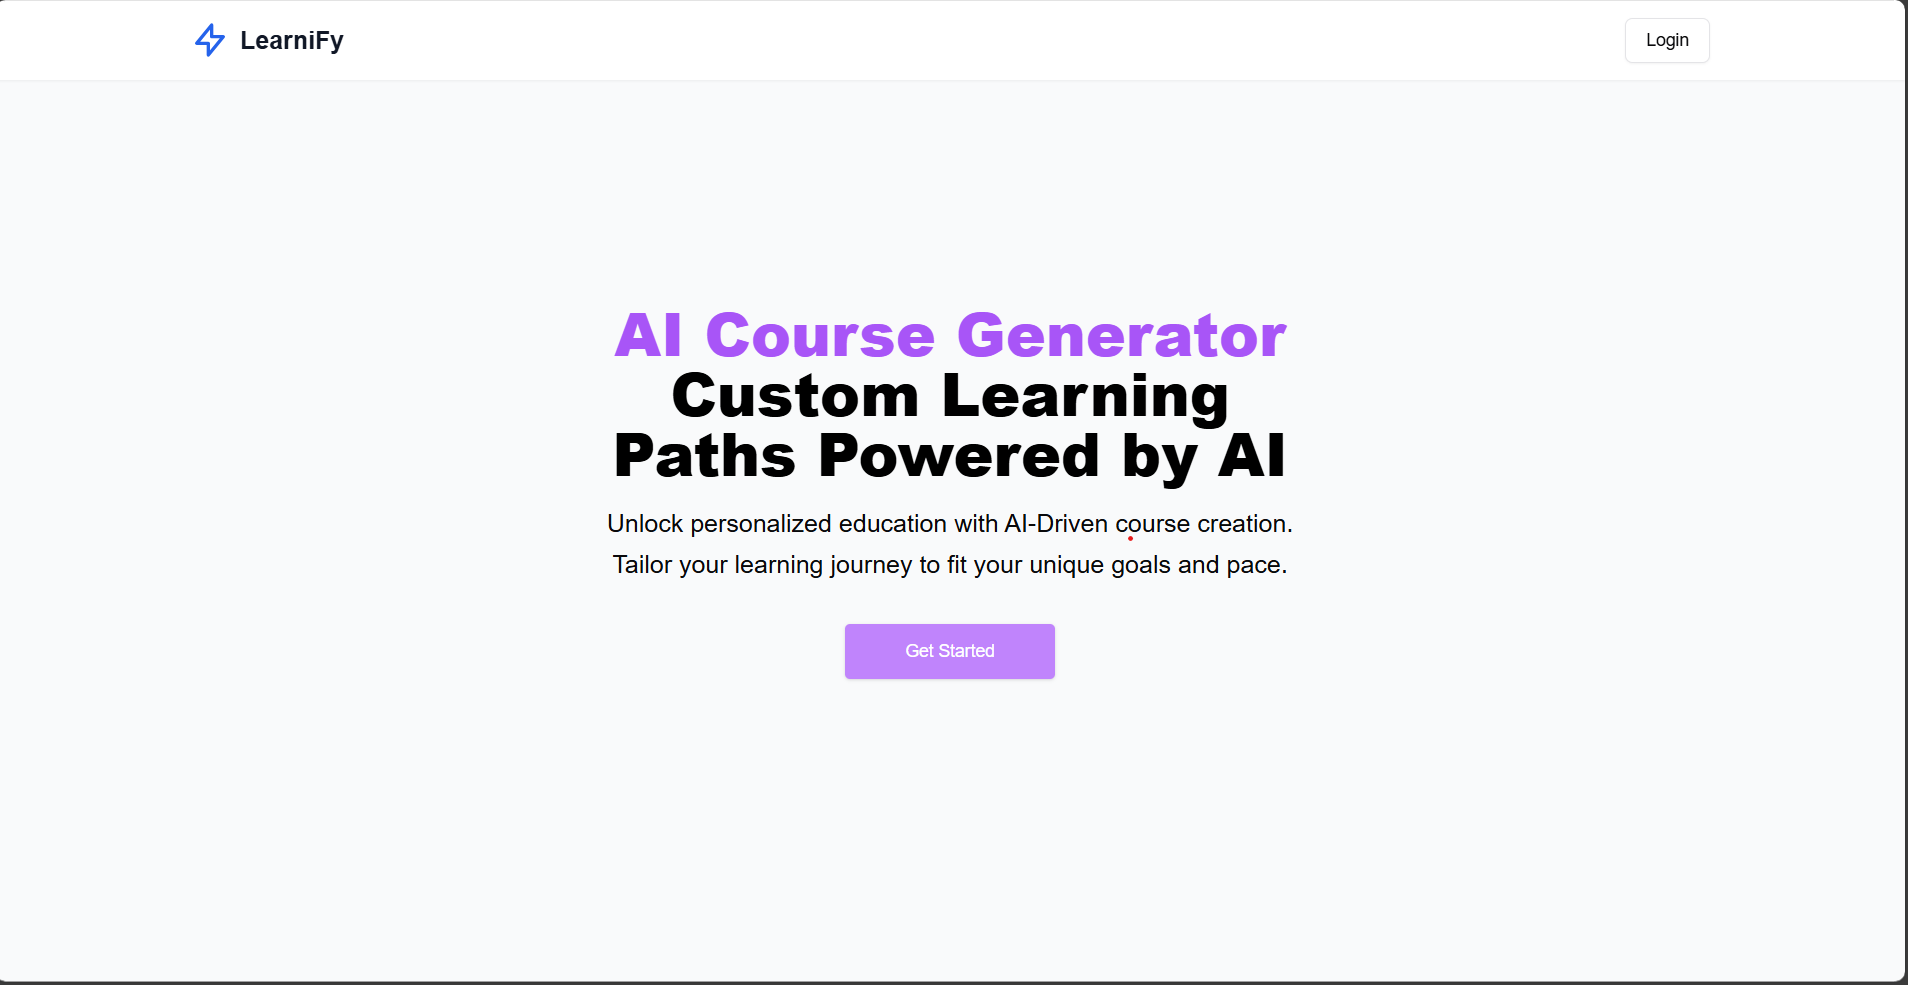 LearniFy
Login
AI Course Generator
Custom Learning
Paths Powered by AI
Unlock personalized education with AI-Driven course creation.
Tailor your learning journey to fit your unique goals and pace.
Get Started